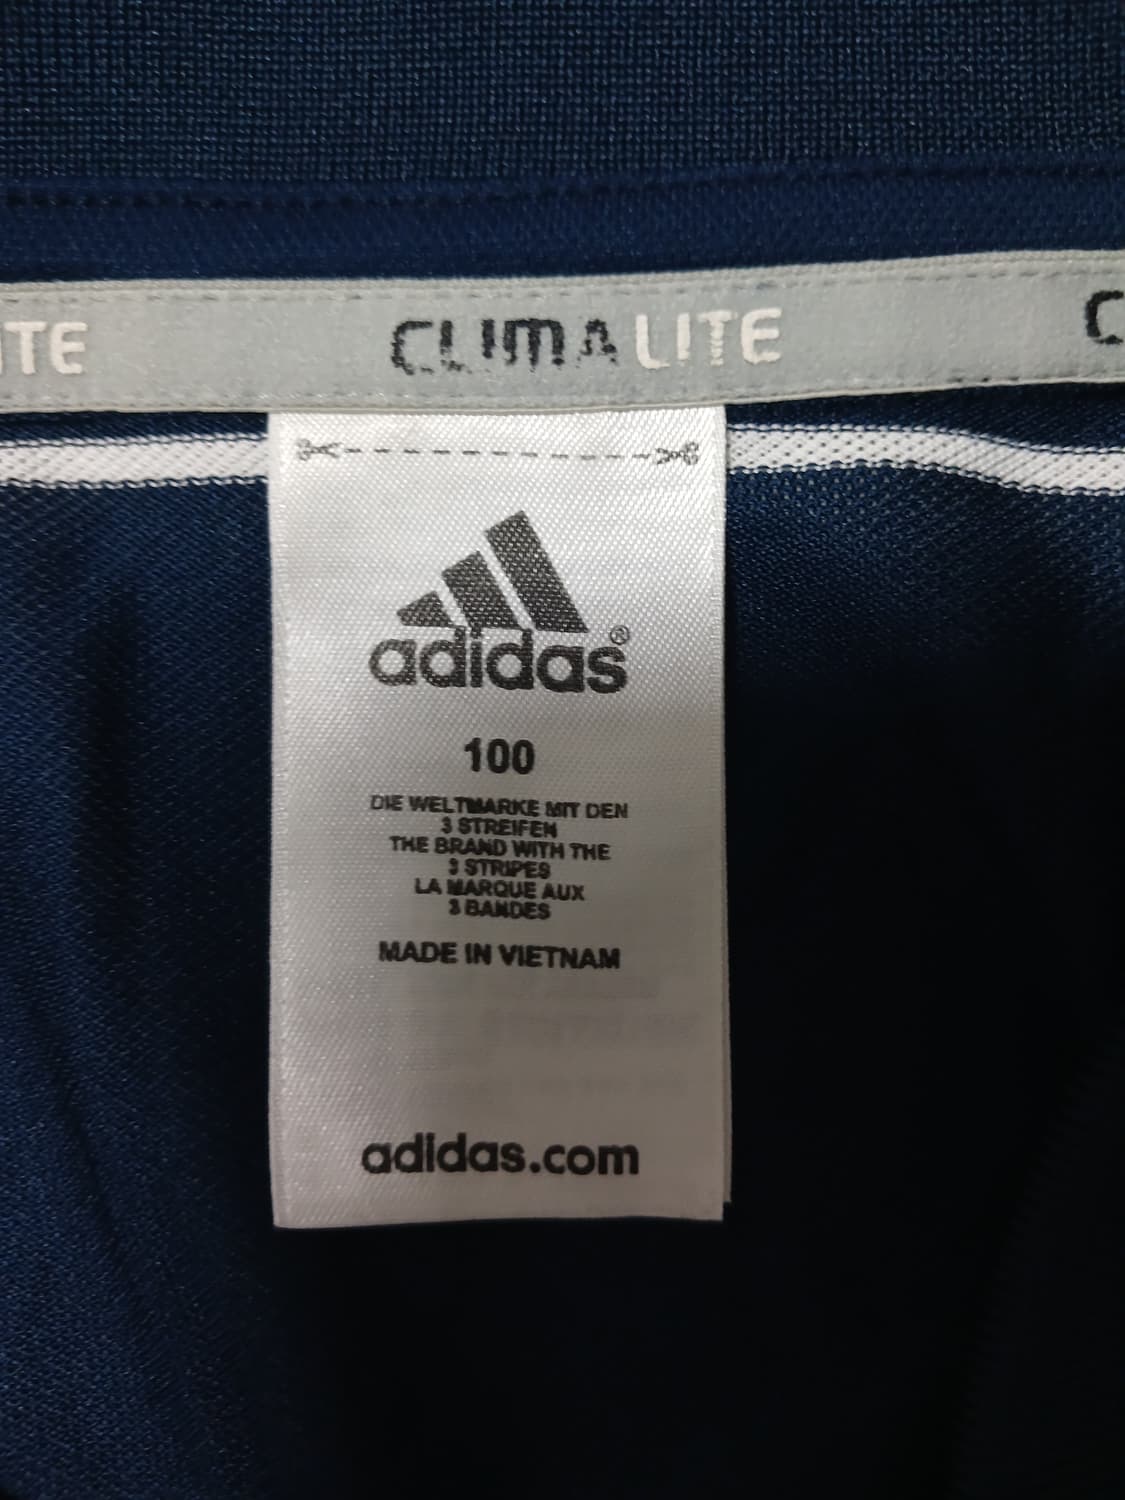 ITE CLIMALITE C
adidas®
100
DIE WELTMARKE MIT DEN
3 STREIFEN
THE BRAND WITH THE
3 STRIPES
LA MARQUE AUX
3 BANDES
MADE IN VIETNAM
adidas.com